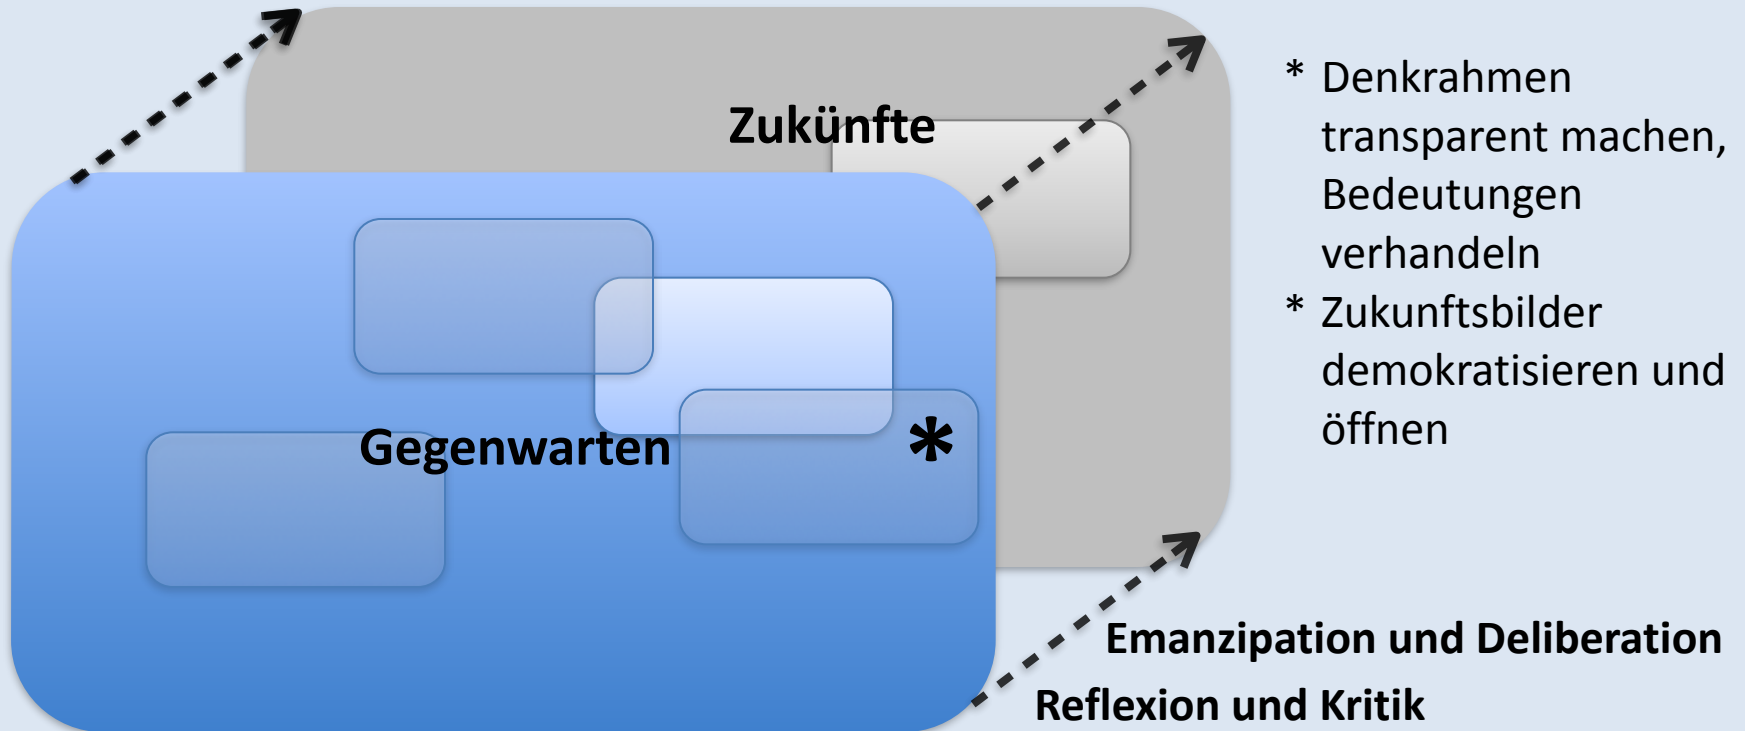 Zukünfte
Gegenwarten
*
* Denkrahmen
transparent machen,
Bedeutungen
verhandeln
* Zukunftsbilder
demokratisieren und
öffnen
Emanzipation und Deliberation
Reflexion und Kritik